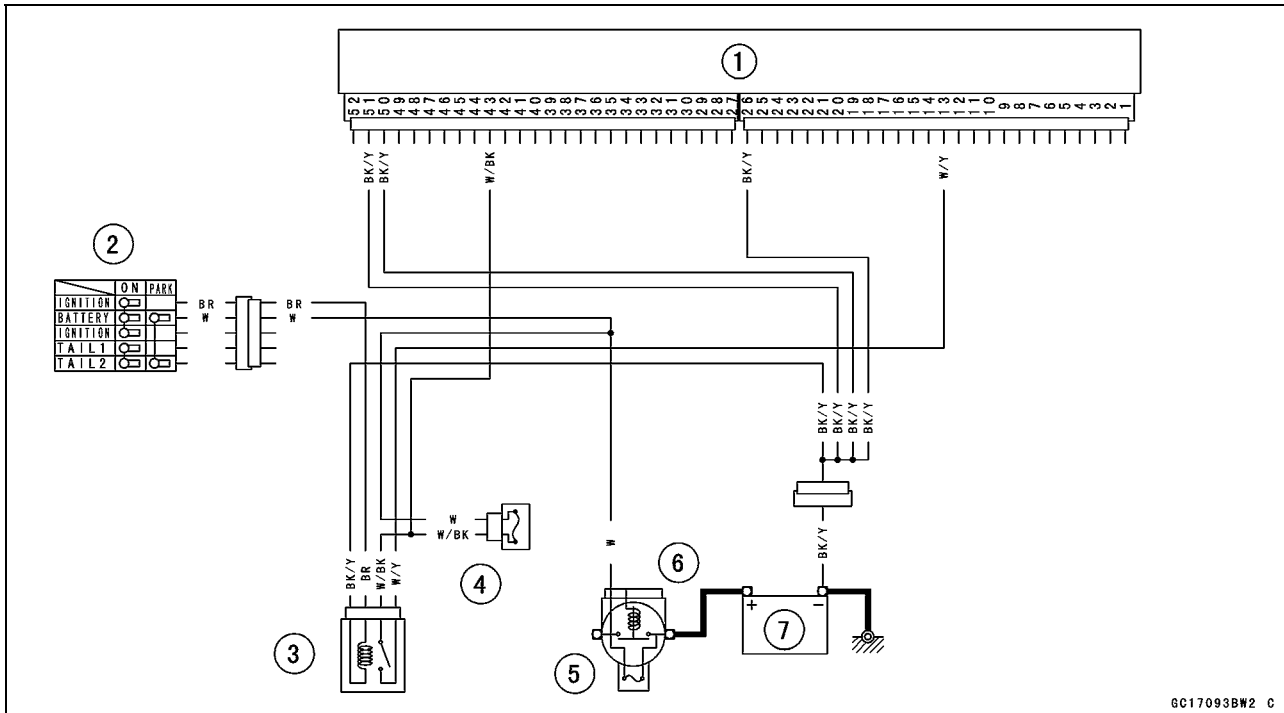 1
52 51 50 49 48 47 46 45 44 43 42 41 40 39 38 37 36 35 34 33 32 31 30 29 28 27 26 25 24 23 22 21 20 19 18 17 16 15 14 13 12 11 10 9 8 7 6 5 4 3 2 1
BK/Y BK/Y W/BK BK/Y W/Y
2
ON PARK
IGNITION BR BR
BATTERY W W
IGNITION
TAIL1
TAIL2
BK/Y BK/Y BK/Y BK/Y
W
W/BK
4
BK/Y BR W/BK W/Y
3
W
6
5
BK/Y
+ −
7
GC17093BW2 C